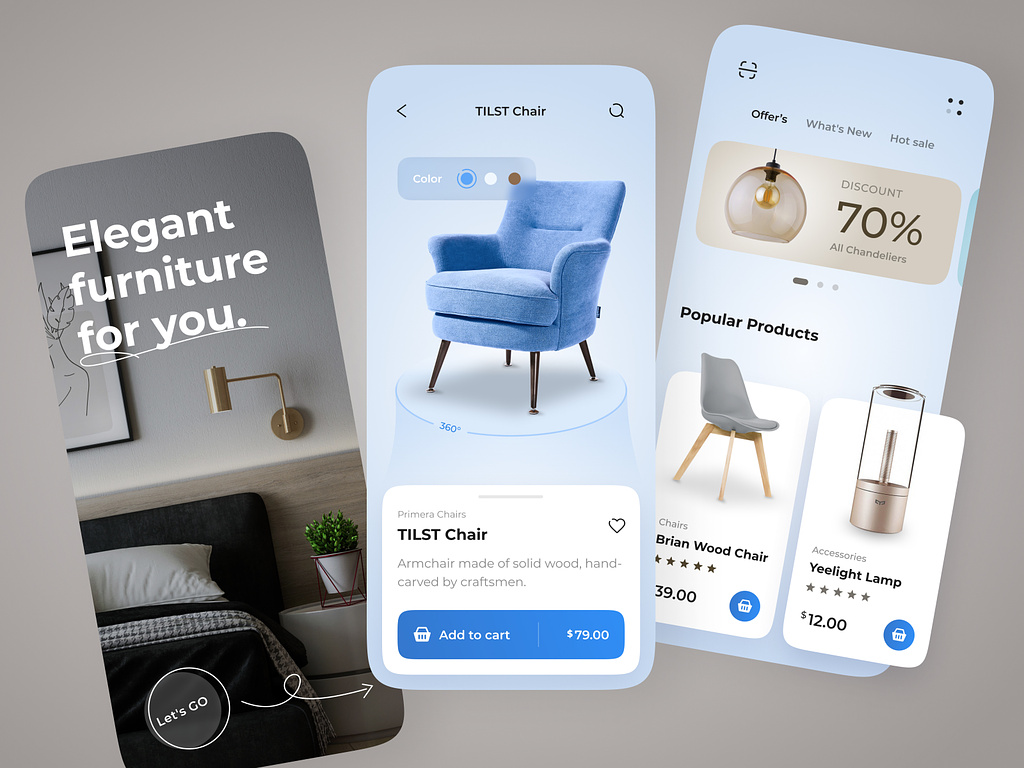 Elegant
furniture
for you.
Let's GO
TILST Chair
Color
360°
Primera Chairs
TILST Chair
Armchair made of solid wood, hand-
carved by craftsmen.
Add to cart
$79.00
Offer's
What's New
Hot sale
DISCOUNT
70%
All Chandeliers
Popular Products
Chairs
Brian Wood Chair
39.00
Accessories
Yeelight Lamp
$12.00